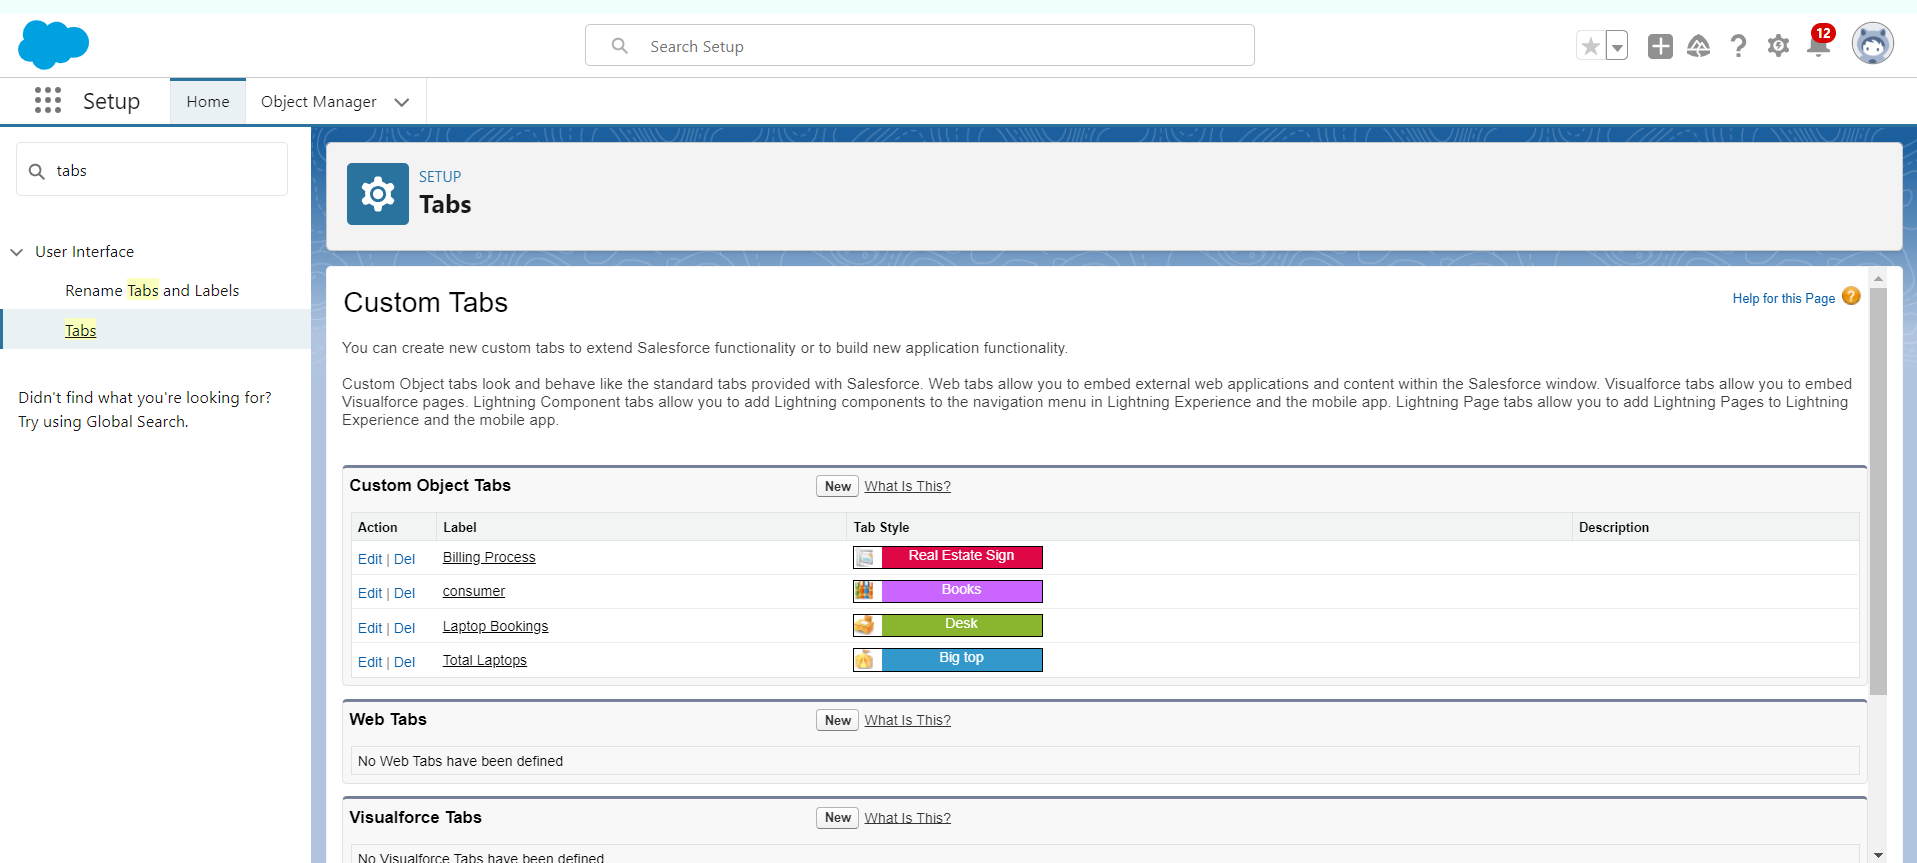 Search Setup
12
Setup
Home
Object Manager
tabs
User Interface
Rename Tabs and Labels
Tabs
Didn't find what you're looking for?
Try using Global Search.
SETUP
Tabs
Custom Tabs
Help for this Page
?
You can create new custom tabs to extend Salesforce functionality or to build new application functionality.
Custom Object tabs look and behave like the standard tabs provided with Salesforce. Web tabs allow you to embed external web applications and content within the Salesforce window. Visualforce tabs allow you to embed
Visualforce pages. Lightning Component tabs allow you to add Lightning components to the navigation menu in Lightning Experience and the mobile app. Lightning Page tabs allow you to add Lightning Pages to Lightning
Experience and the mobile app.
Custom Object Tabs New What Is This?
Action Label Tab Style Description
Edit | Del Billing Process Real Estate Sign
Edit | Del consumer Books
Edit | Del Laptop Bookings Desk
Edit | Del Total Laptops Big top
Web Tabs New What Is This?
No Web Tabs have been defined
Visualforce Tabs New What Is This?
No Visualforce Tabs have been defined